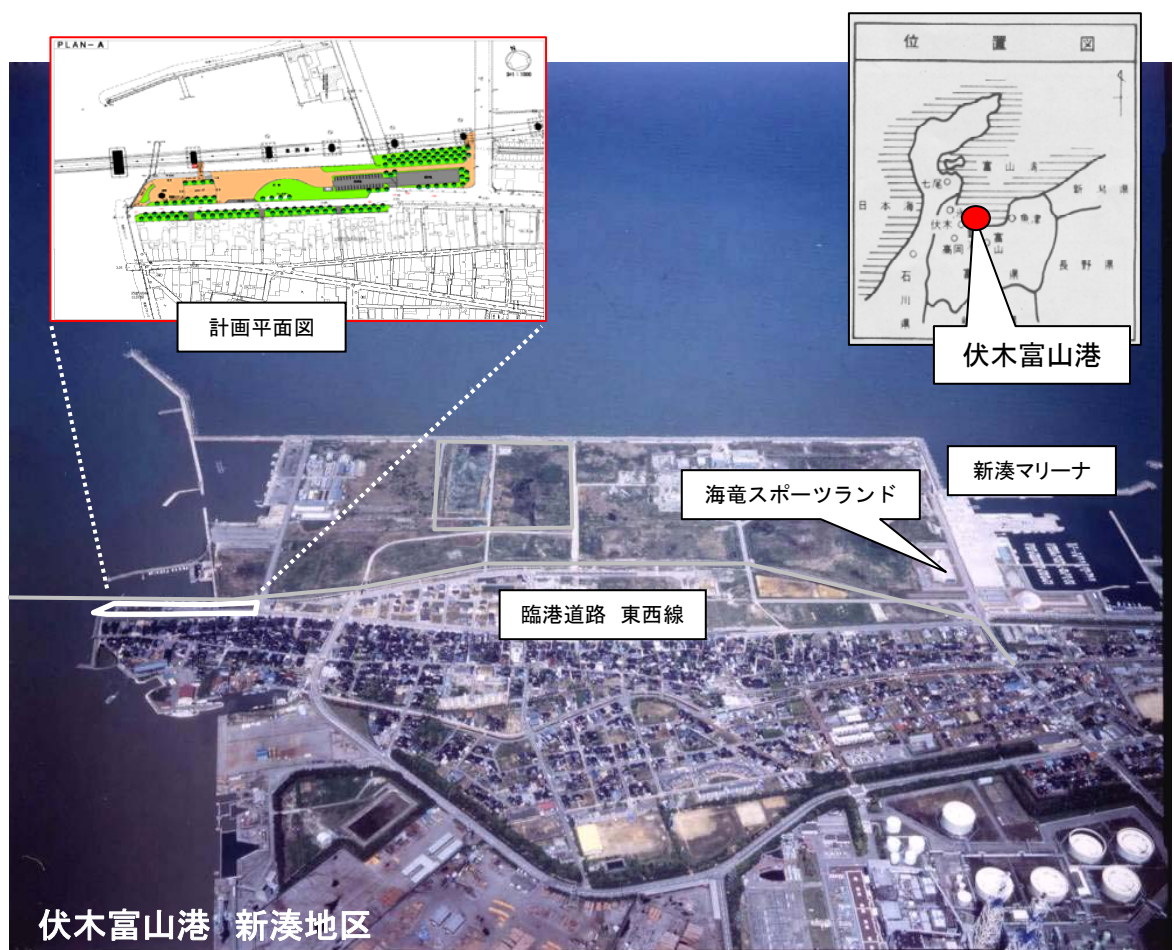 PLAN-A
計画平面図
位置図
富山湾
七尾
新潟県
日本海
魚津
伏木
富山
高岡
長野県
石川県
伏木富山港
新湊マリーナ
海竜スポーツランド
臨港道路 東西線
伏木富山港 新湊地区